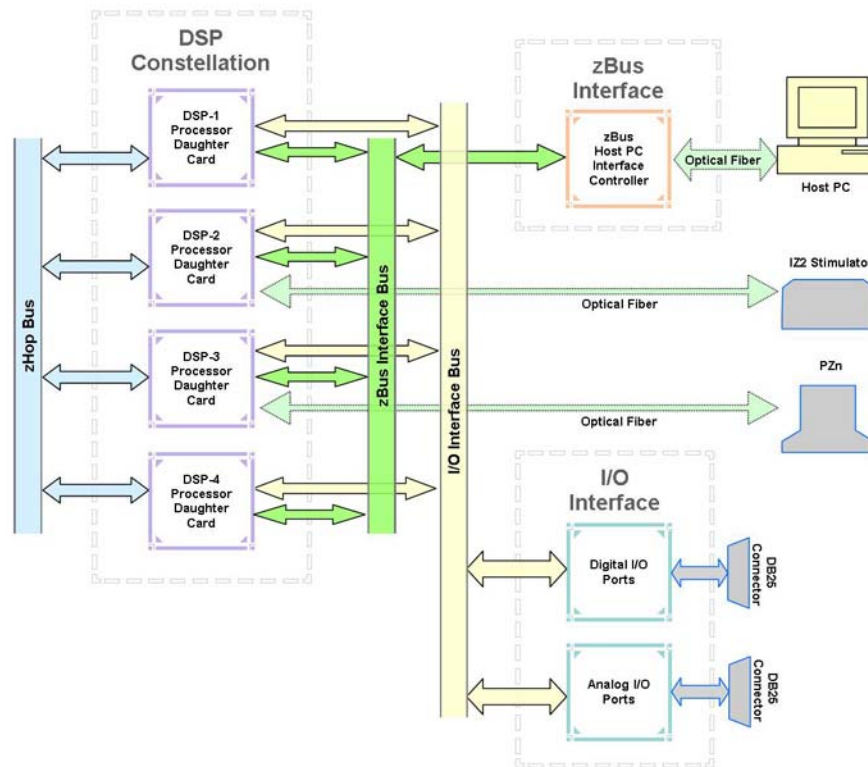 DSP
Constellation
DSP-1
Processor
Daughter
Card
DSP-2
Processor
Daughter
Card
DSP-3
Processor
Daughter
Card
DSP-4
Processor
Daughter
Card
zHop Bus
zBus Interface Bus
I/O Interface Bus
zBus
Interface
zBus
Host PC
Interface
Controller
Optical Fiber
Host PC
IZ2 Stimulator
Optical Fiber
PZn
Optical Fiber
I/O
Interface
Digital I/O
Ports
DB25
Connector
Analog I/O
Ports
DB25
Connector